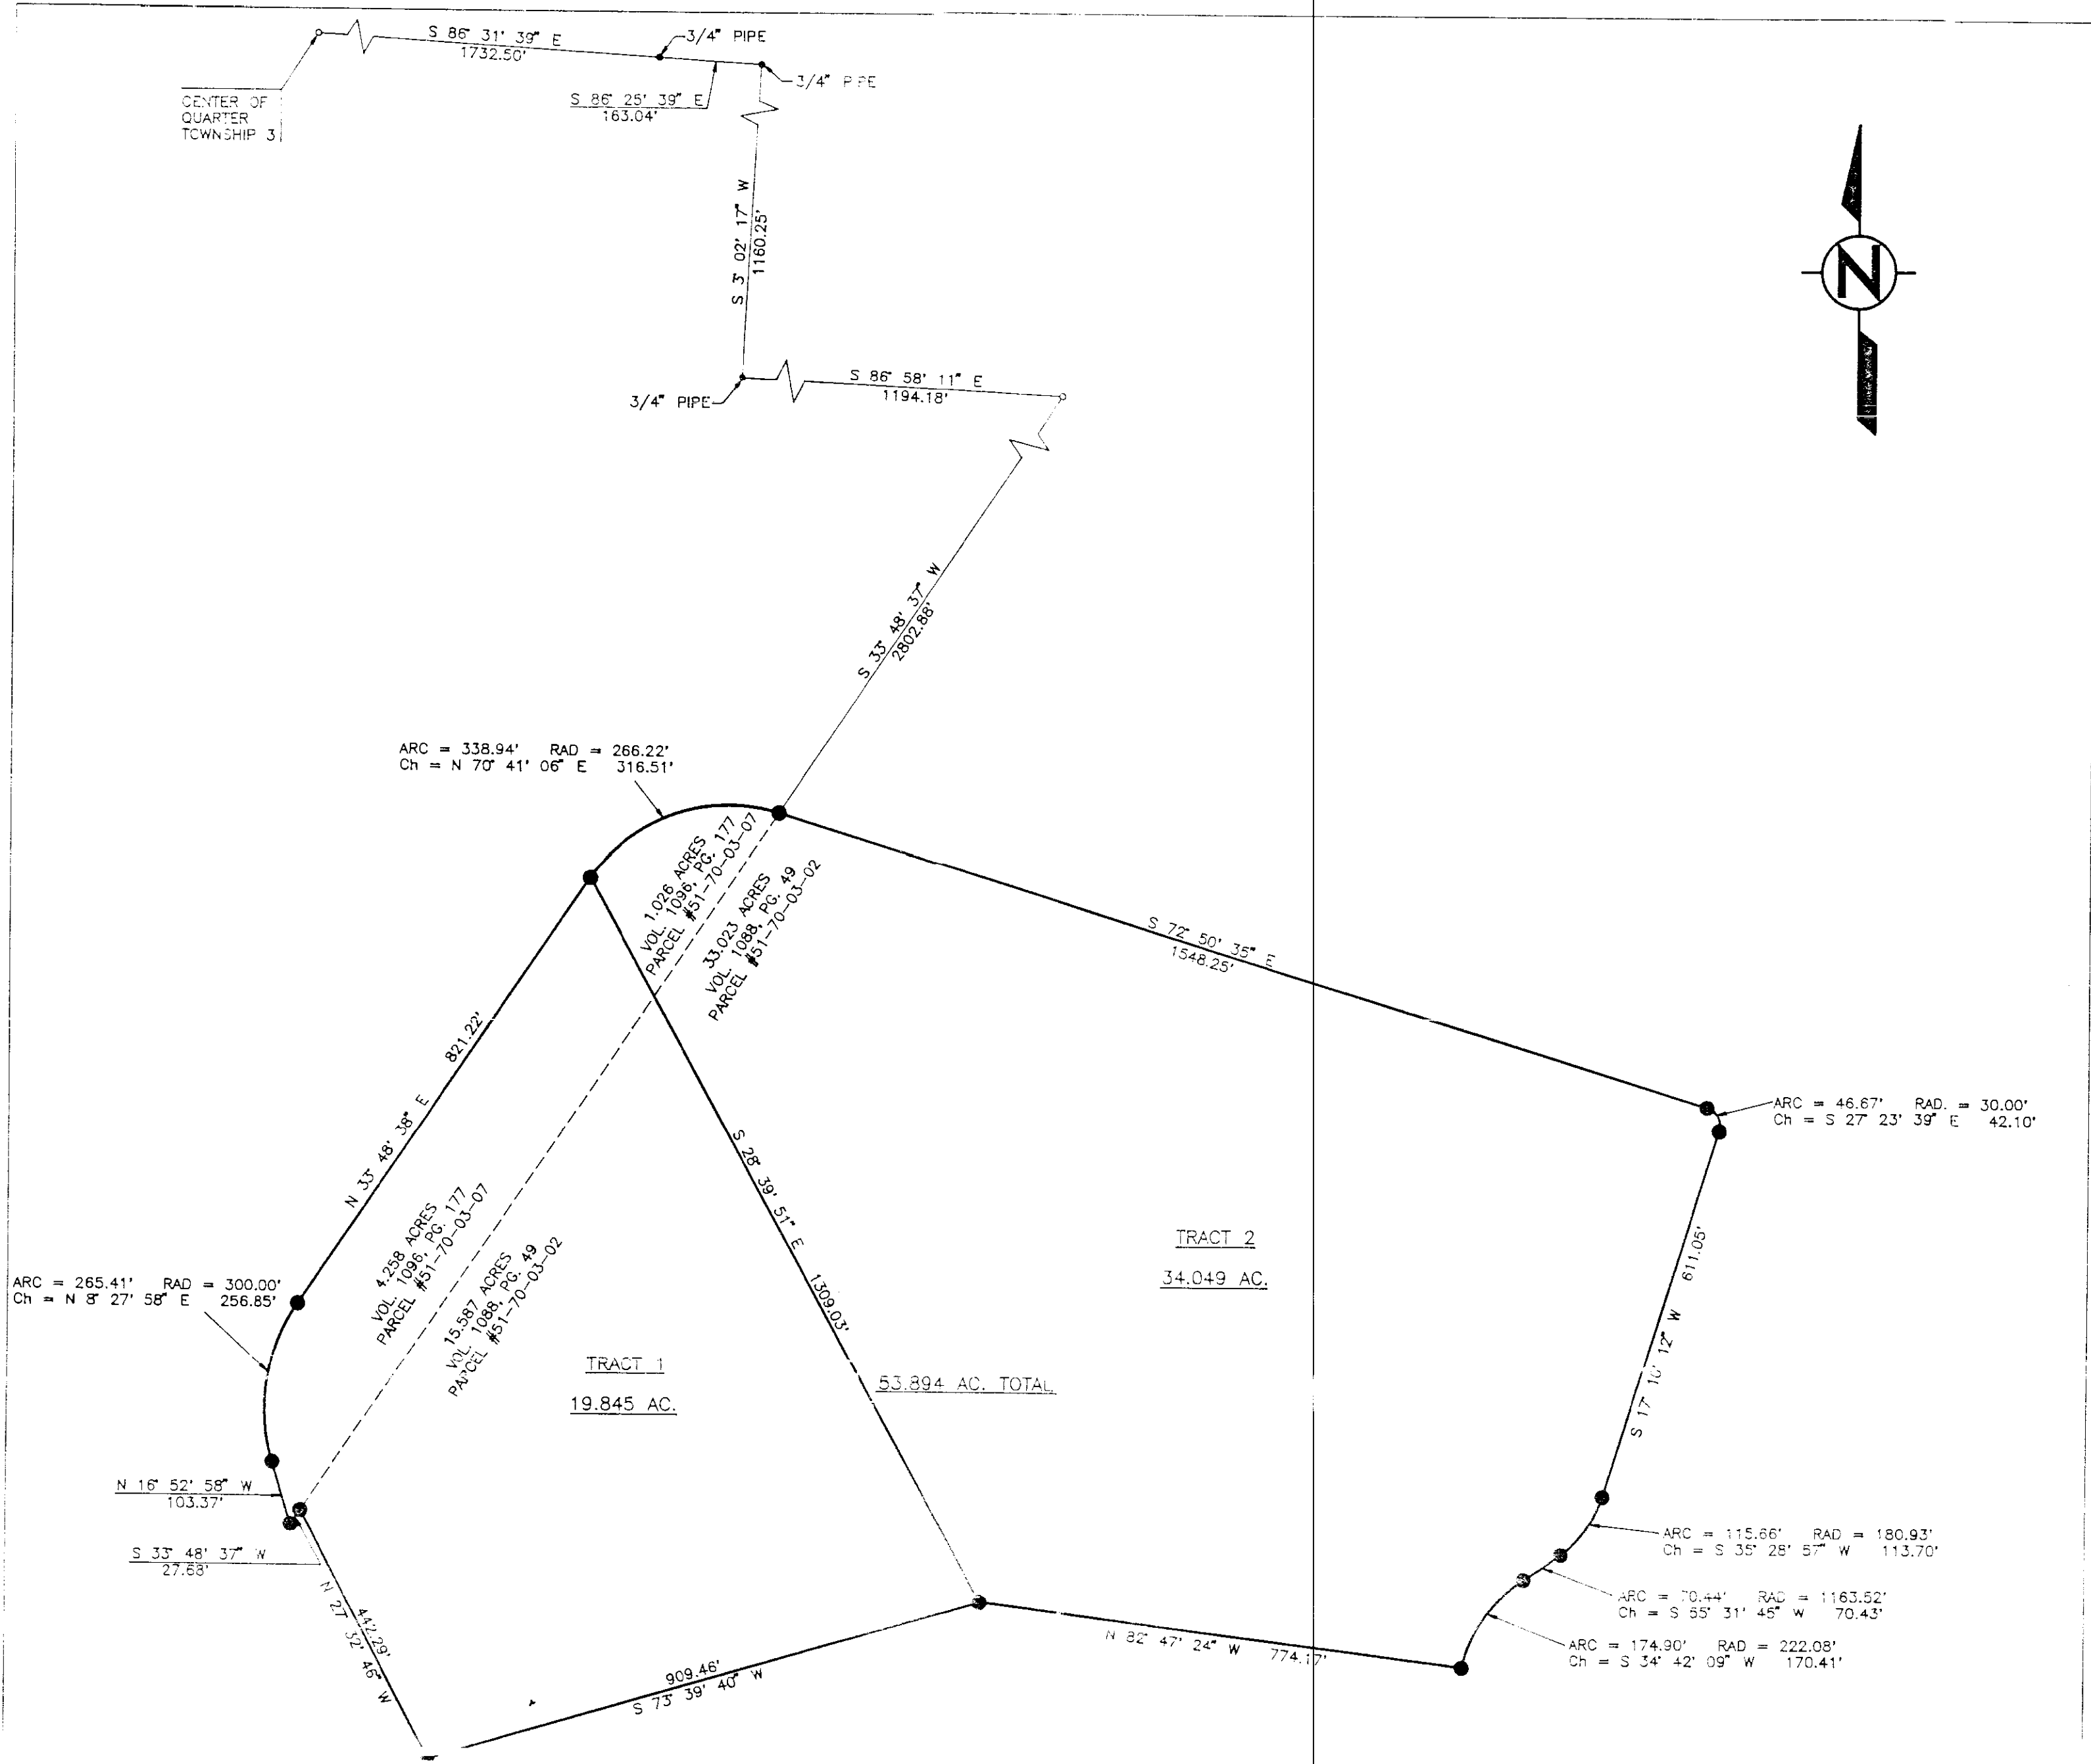 S 86° 31' 39" E
1732.50'
3/4" PIPE
3/4" PIPE
CENTER OF
QUARTER
TOWNSHIP 3
S 86° 25' 39" E
163.04'
S 3° 02' 17" W
1160.25'
N
3/4" PIPE
S 86° 58' 11" E
1194.18'
S 33° 48' 37" W
2802.88'
ARC = 338.94' RAD = 266.22'
Ch = N 70° 41' 06" E 316.51'
1.026 ACRES
VOL. 1096, PG. 177
PARCEL #51-70-03-07
33.023 ACRES
VOL. 1088, PG. 49
PARCEL #51-70-03-02
S 72° 50' 35" E
1548.25'
N 33° 48' 38" E 821.22'
ARC = 46.67' RAD. = 30.00'
Ch = S 27° 23' 39" E 42.10'
S 28° 39' 51" E 1309.03'
4.258 ACRES
VOL. 1096, PG. 177
PARCEL #51-70-03-07
15.587 ACRES
VOL. 1088, PG. 49
PARCEL #51-70-03-02
TRACT 2
34.049 AC.
S 17° 10' 12" W 611.05'
ARC = 265.41' RAD = 300.00'
Ch = N 8° 27' 58" E 256.85'
TRACT 1
19.845 AC.
53.894 AC. TOTAL
N 16° 52' 58" W
103.37'
S 33° 48' 37" W
27.68'
442.29'
N 27° 32' 46" W
909.46'
S 73° 39' 40" W
N 82° 47' 24" W 774.17'
ARC = 115.66' RAD = 180.93'
Ch = S 35° 28' 57" W 113.70'
ARC = 70.44' RAD = 1163.52'
Ch = S 55° 31' 45" W 70.43'
ARC = 174.90' RAD = 222.08'
Ch = S 34° 42' 09" W 170.41'